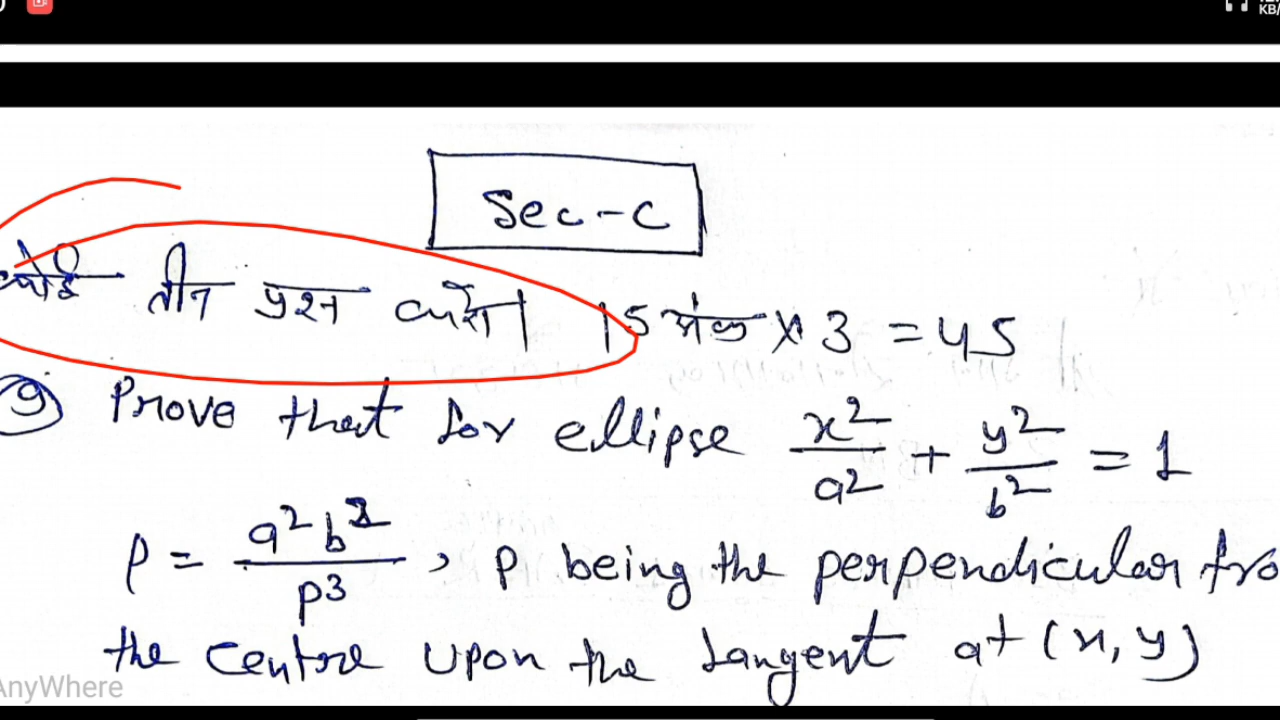 KB/
Sec-C
कोई तीन प्रश्न करो। 15 अंक × 3 = 45
9) Prove that for ellipse x²/a² + y²/b² = 1
ρ = a²b²/p³, p being the perpendicular fro
the centre upon the tangent at (x, y)
AnyWhere